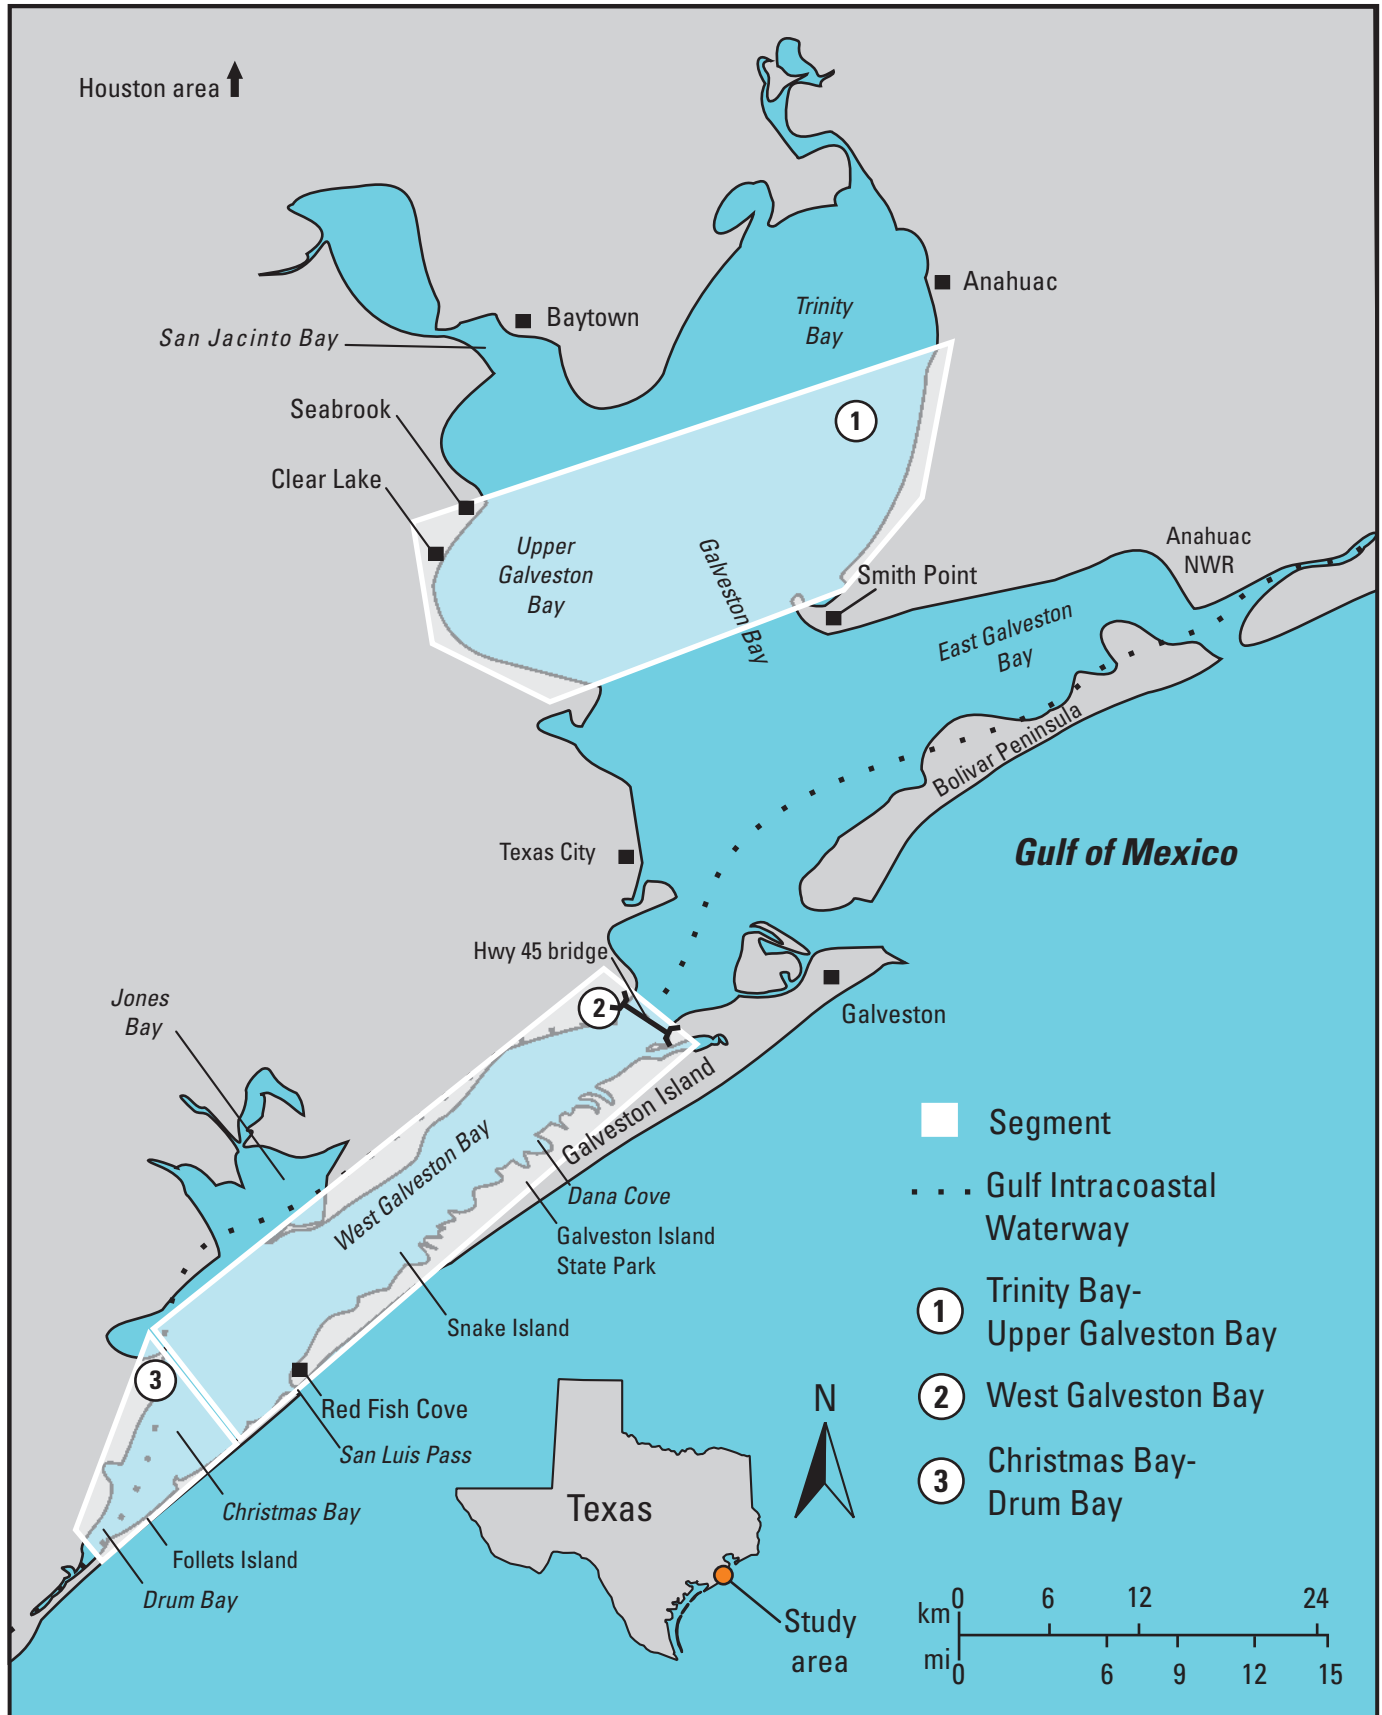 Houston area
Anahuac
Trinity
Bay
Baytown
San Jacinto Bay
Seabrook
1
Clear Lake
Upper
Galveston
Bay
Galveston Bay
Smith Point
Anahuac
NWR
East Galveston
Bay
Bolivar Peninsula
Texas City
Gulf of Mexico
Hwy 45 bridge
2
Jones
Bay
Galveston
Galveston Island
West Galveston Bay
Dana Cove
Galveston Island
State Park
Snake Island
3
Red Fish Cove
San Luis Pass
Christmas Bay
Follets Island
Drum Bay
Segment
Gulf Intracoastal
Waterway
1 Trinity Bay-
Upper Galveston Bay
2 West Galveston Bay
3 Christmas Bay-
Drum Bay
N
Texas
Study
area
km 0 6 12 24
mi 0 6 9 12 15